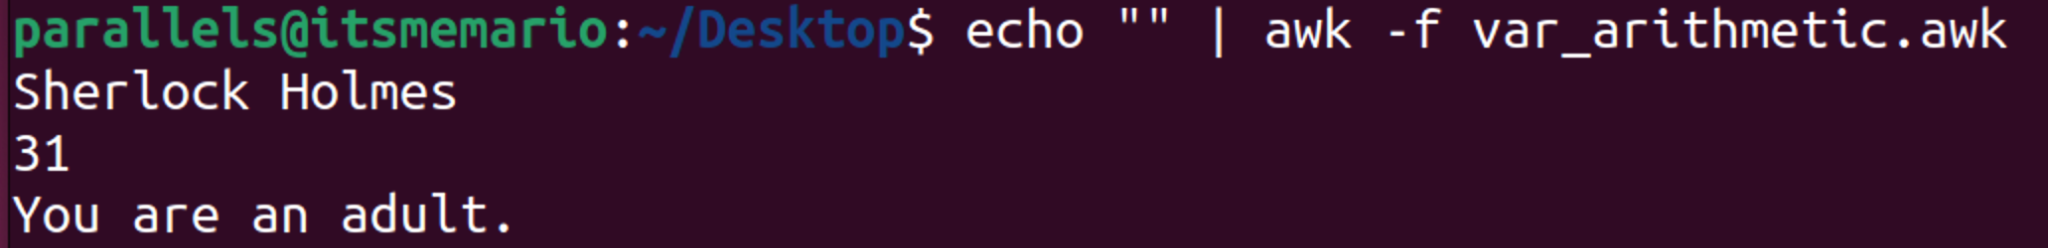 parallels@itsmemario:~/Desktop$ echo "" | awk -f var_arithmetic.awk
Sherlock Holmes
31
You are an adult.